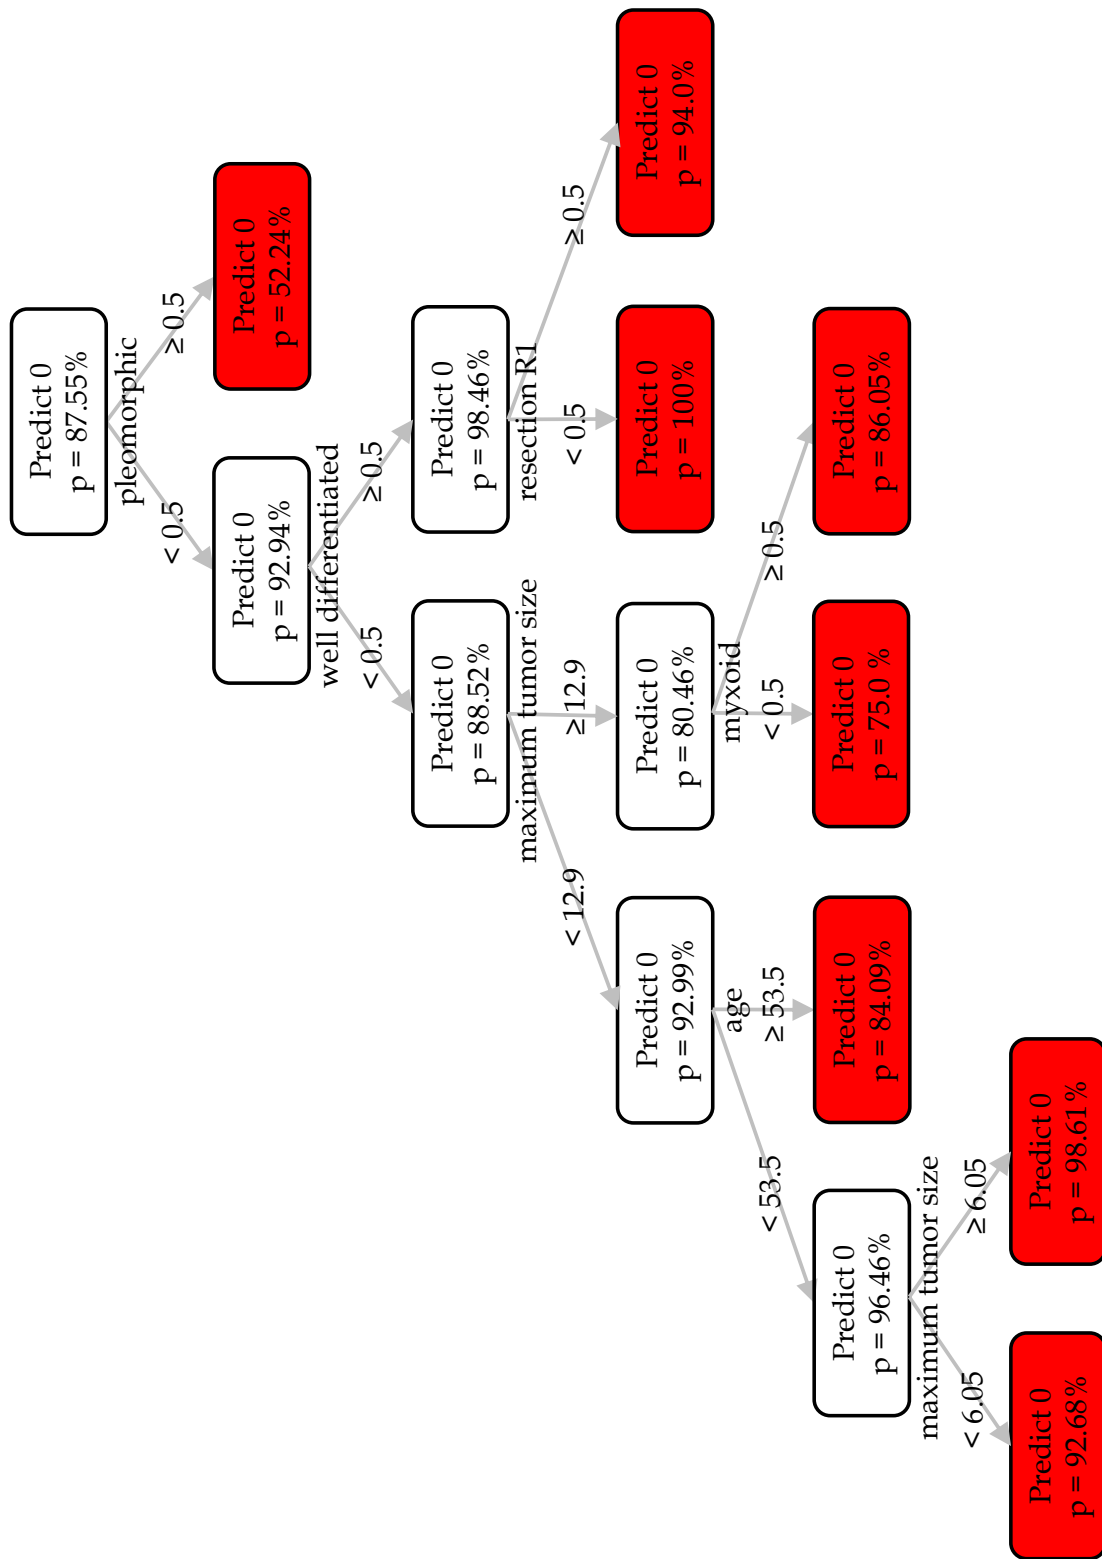 Predict 0
p = 87.55%
pleomorphic
< 0.5
≥ 0.5
Predict 0
p = 92.94%
well differentiated
Predict 0
p = 52.24%
< 0.5
≥ 0.5
Predict 0
p = 88.52%
maximum tumor size
Predict 0
p = 98.46%
resection R1
< 12.9
≥ 12.9
< 0.5
≥ 0.5
Predict 0
p = 92.99%
age
Predict 0
p = 80.46%
myxoid
Predict 0
p = 100%
Predict 0
p = 94.0%
< 53.5
≥ 53.5
< 0.5
≥ 0.5
Predict 0
p = 96.46%
maximum tumor size
Predict 0
p = 84.09%
Predict 0
p = 75.0 %
Predict 0
p = 86.05%
< 6.05
≥ 6.05
Predict 0
p = 92.68%
Predict 0
p = 98.61%